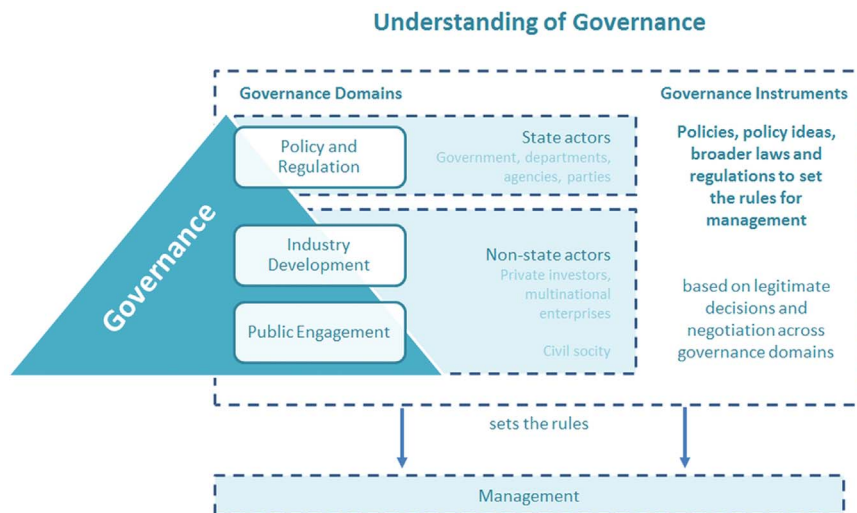 Understanding of Governance
Governance Domains
Governance Instruments
Governance
Policy and
Regulation
State actors
Government, departments,
agencies, parties
Industry
Development
Public Engagement
Non-state actors
Private investors,
multinational
enterprises
Civil socity
Policies, policy ideas,
broader laws and
regulations to set
the rules for
management
based on legitimate
decisions and
negotiation across
governance domains
sets the rules
Management